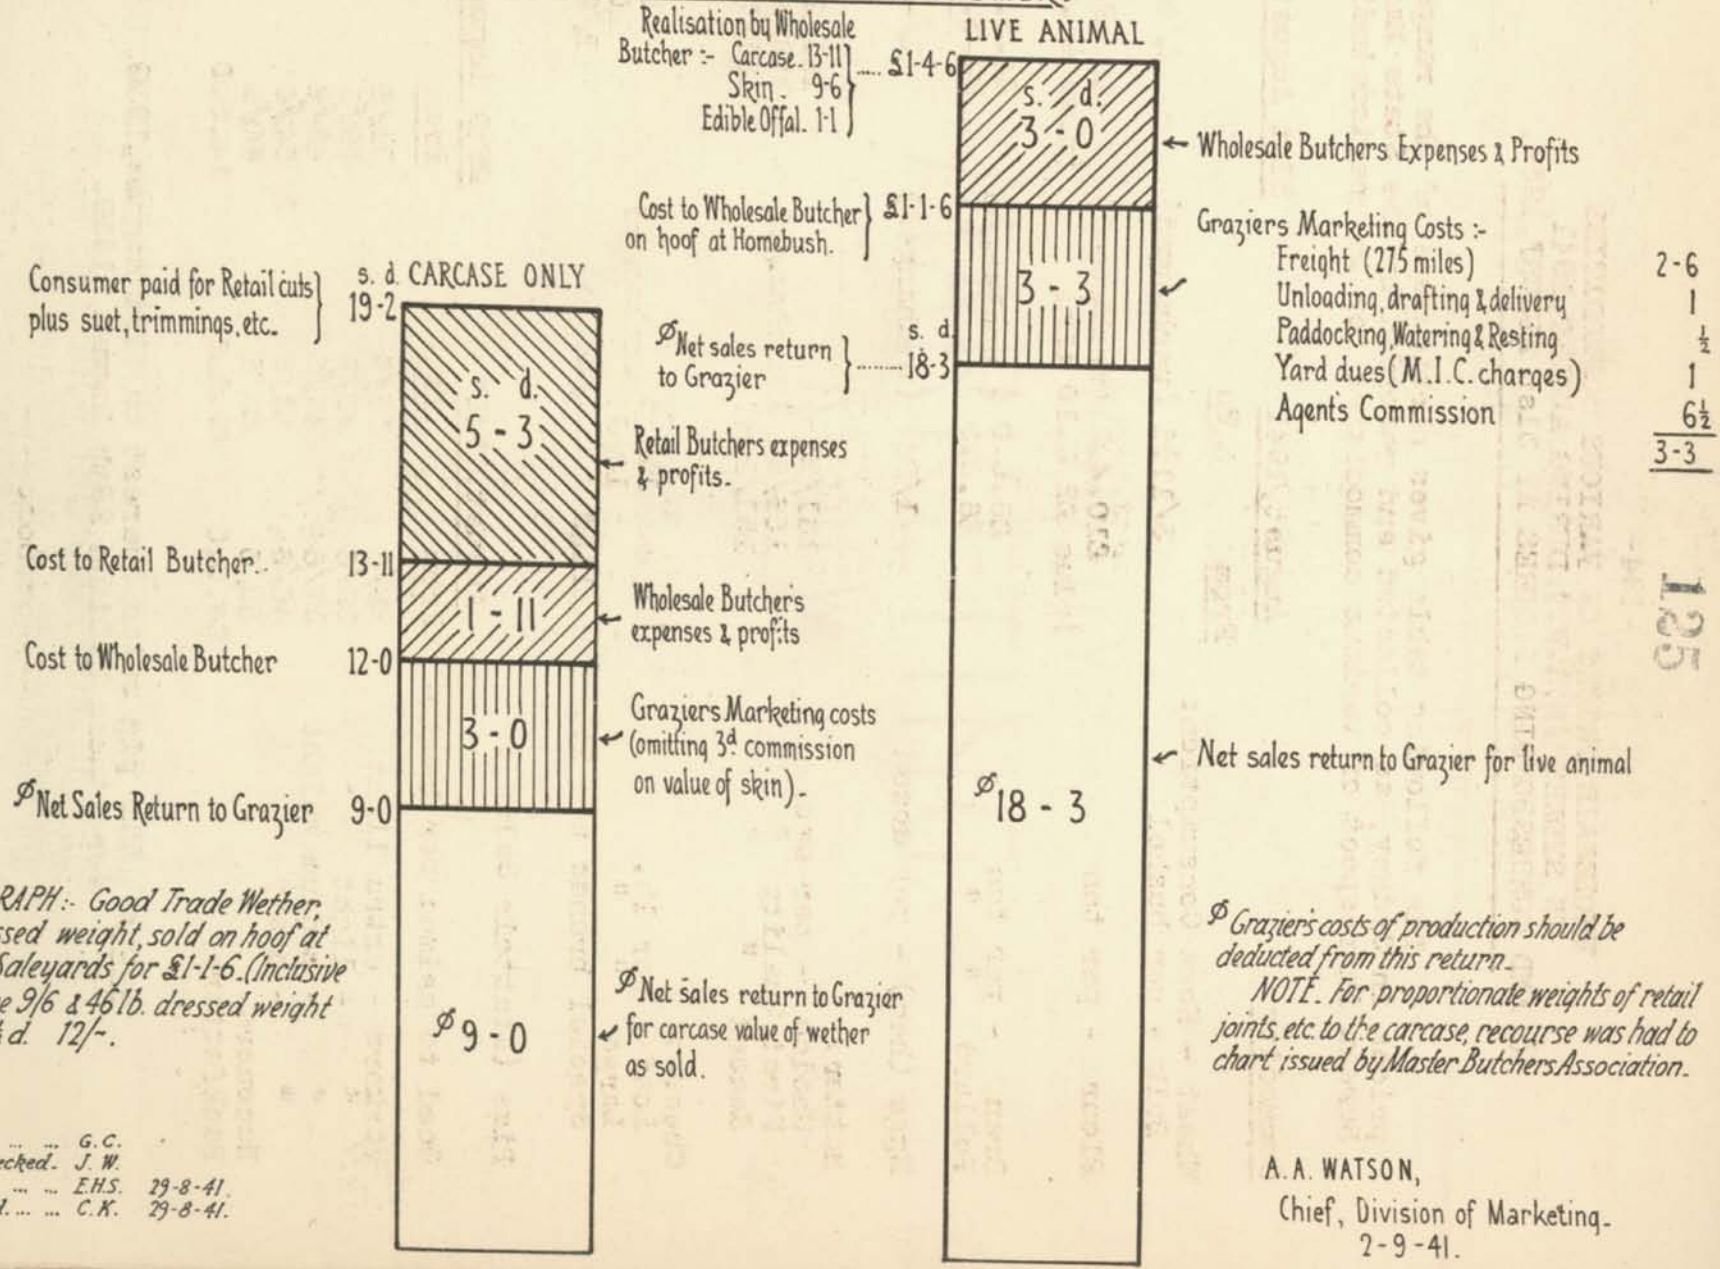 Realisation by Wholesale
Butcher :- Carcase. 13-11
Skin. 9-6
Edible Offal. 1-1
..... £1-4-6
LIVE ANIMAL
s. d.
3-0
← Wholesale Butchers Expenses & Profits
Cost to Wholesale Butcher
on hoof at Homebush.
£1-1-6
3-3
Graziers Marketing Costs :-
Freight (275 miles) 2-6
Unloading, drafting & delivery 1
Paddocking, Watering & Resting ½
Yard dues (M.I.C. charges) 1
Agent's Commission 6½
3-3
∅ Net sales return
to Grazier
s. d.
........ 18-3
∅ 18 - 3
← Net sales return to Grazier for live animal
135
Consumer paid for Retail cuts
plus suet, trimmings, etc.
s. d. CARCASE ONLY
19-2
s. d.
5 - 3
← Retail Butchers expenses
& profits.
Cost to Retail Butcher.. 13-11
1 - 11
← Wholesale Butcher's
expenses & profits
Cost to Wholesale Butcher 12-0
3 - 0
← Graziers Marketing costs
(omitting 3d commission
on value of skin).
∅ Net Sales Return to Grazier 9-0
∅ 9 - 0
∅ Net sales return to Grazier
← for carcase value of wether
as sold.
RAPH :- Good Trade Wether,
ssed weight, sold on hoof at
Saleyards for £1-1-6. (Inclusive
e 9/6 & 46 lb. dressed weight
d. 12/-.
... ... G.C.
ecked. J. W.
... ... E.H.S. 29-8-41.
d. ... ... C.K. 29-8-41.
∅ Grazier's costs of production should be
deducted from this return.
NOTE. For proportionate weights of retail
joints, etc. to the carcase, recourse was had to
chart issued by Master Butchers Association.
A.A. WATSON,
Chief, Division of Marketing.
2-9-41.